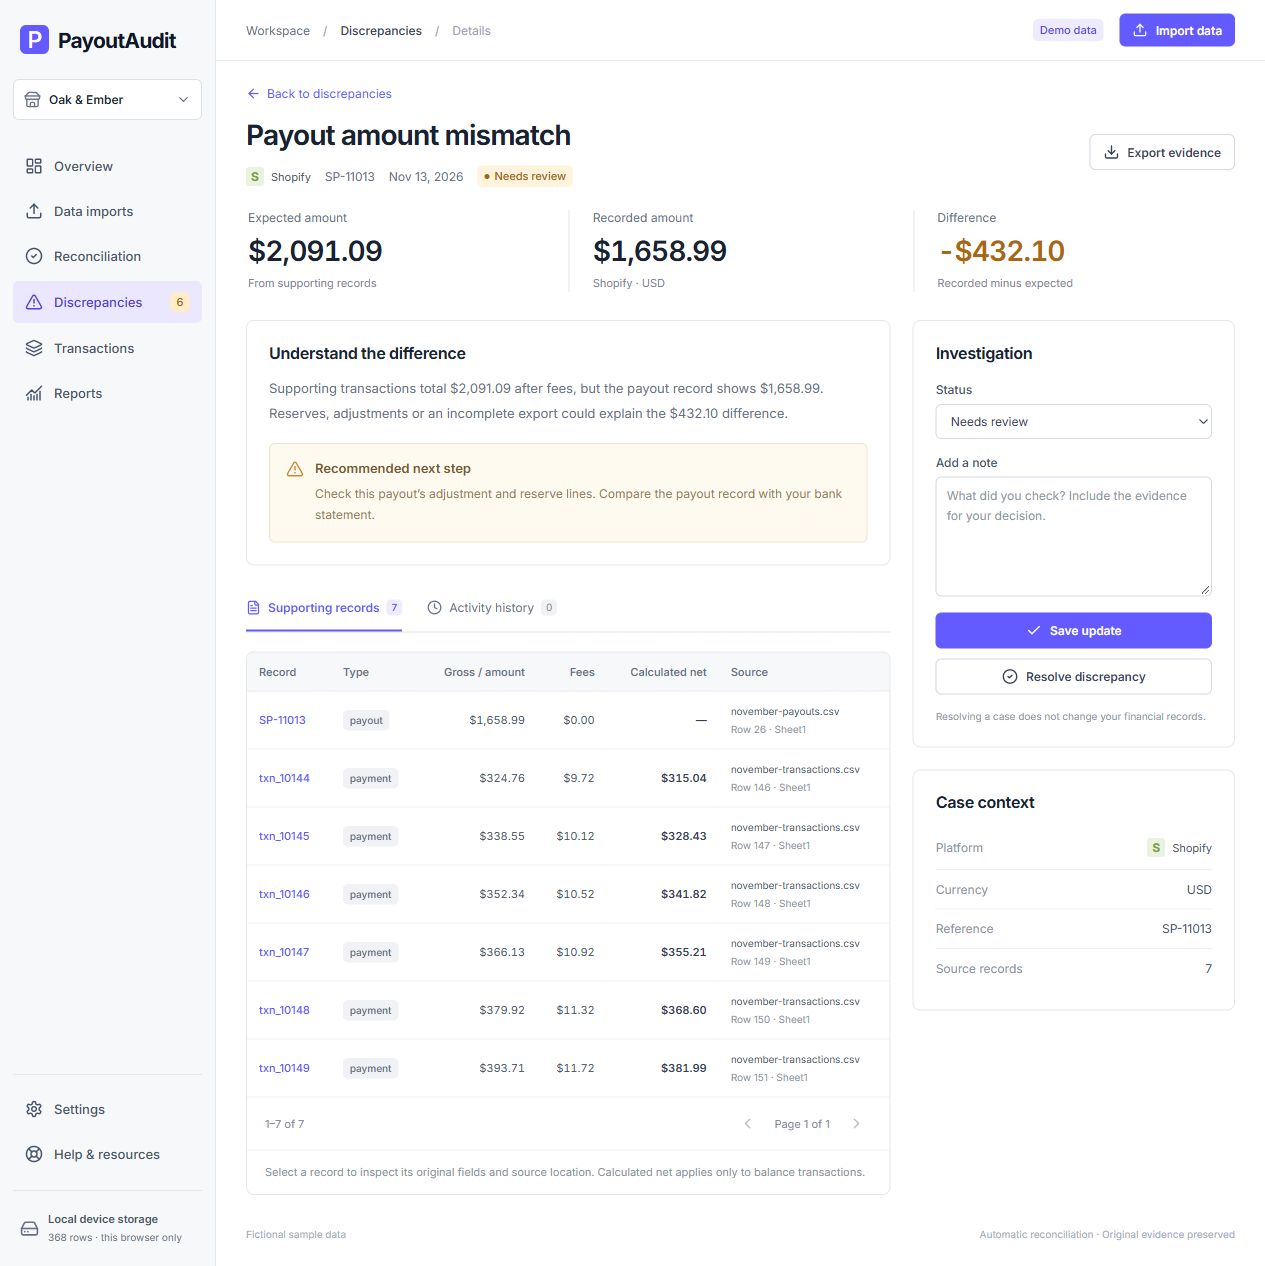 P PayoutAudit
Oak & Ember
Overview
Data imports
Reconciliation
Discrepancies 6
Transactions
Reports
Settings
Help & resources
Local device storage
368 rows · this browser only
Workspace / Discrepancies / Details
Demo data
Import data
Back to discrepancies
Payout amount mismatch
S Shopify SP-11013 Nov 13, 2026 Needs review
Export evidence
Expected amount
$2,091.09
From supporting records
Recorded amount
$1,658.99
Shopify · USD
Difference
-$432.10
Recorded minus expected
Understand the difference
Supporting transactions total $2,091.09 after fees, but the payout record shows $1,658.99.
Reserves, adjustments or an incomplete export could explain the $432.10 difference.
Recommended next step
Check this payout’s adjustment and reserve lines. Compare the payout record with your bank
statement.
Supporting records 7 Activity history 0
Record Type Gross / amount Fees Calculated net Source
SP-11013 payout $1,658.99 $0.00 — november-payouts.csv
Row 26 · Sheet1
txn_10144 payment $324.76 $9.72 $315.04 november-transactions.csv
Row 146 · Sheet1
txn_10145 payment $338.55 $10.12 $328.43 november-transactions.csv
Row 147 · Sheet1
txn_10146 payment $352.34 $10.52 $341.82 november-transactions.csv
Row 148 · Sheet1
txn_10147 payment $366.13 $10.92 $355.21 november-transactions.csv
Row 149 · Sheet1
txn_10148 payment $379.92 $11.32 $368.60 november-transactions.csv
Row 150 · Sheet1
txn_10149 payment $393.71 $11.72 $381.99 november-transactions.csv
Row 151 · Sheet1
1–7 of 7 Page 1 of 1
Select a record to inspect its original fields and source location. Calculated net applies only to balance transactions.
Investigation
Status
Needs review
Add a note
What did you check? Include the evidence
for your decision.
Save update
Resolve discrepancy
Resolving a case does not change your financial records.
Case context
Platform S Shopify
Currency USD
Reference SP-11013
Source records 7
Fictional sample data
Automatic reconciliation · Original evidence preserved